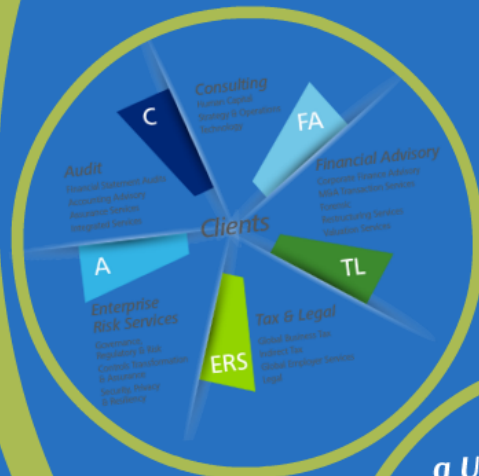 C
Consulting
Human Capital
Strategy & Operations
Technology
FA
Financial Advisory
Corporate Finance Advisory
M&A Transaction Services
Forensic
Restructuring Services
Valuation Services
Audit
Financial Statement Audits
Accounting Advisory
Assurance Services
Integrated Services
Clients
A
TL
Enterprise
Risk Services
Governance,
Regulatory & Risk
Controls Transformation
& Assurance
Security, Privacy
& Resiliency
ERS
Tax & Legal
Global Business Tax
Indirect Tax
Global Employer Services
Legal